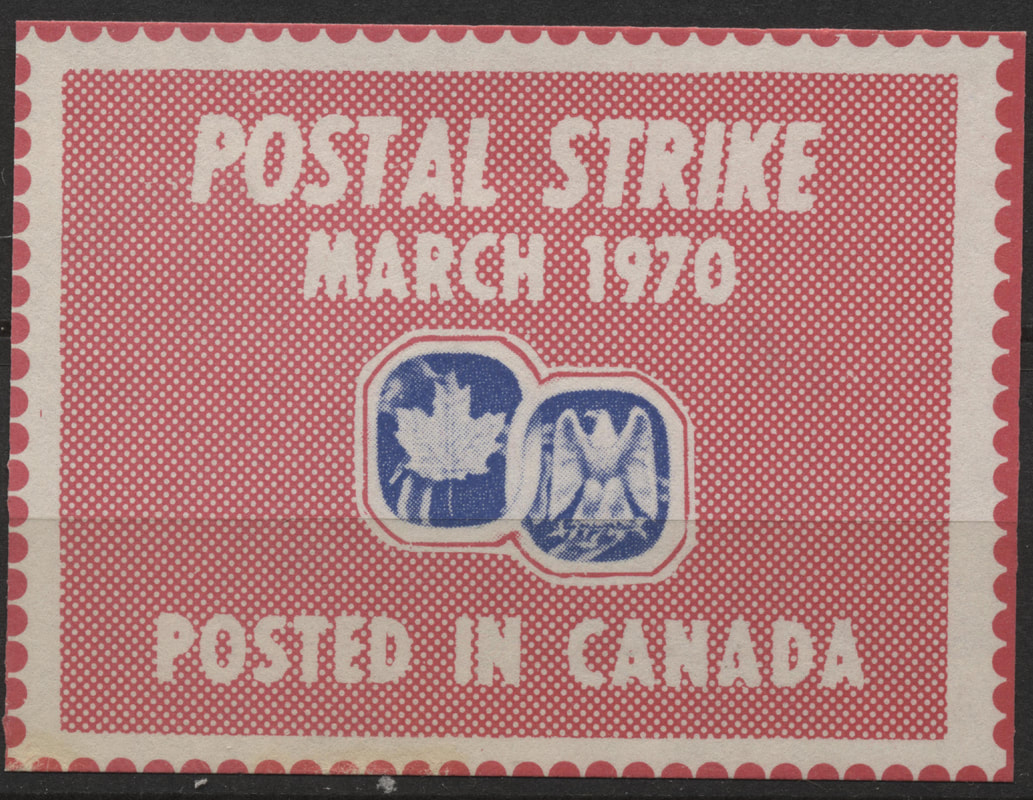 POSTAL STRIKE
MARCH 1970
POSTED IN CANADA